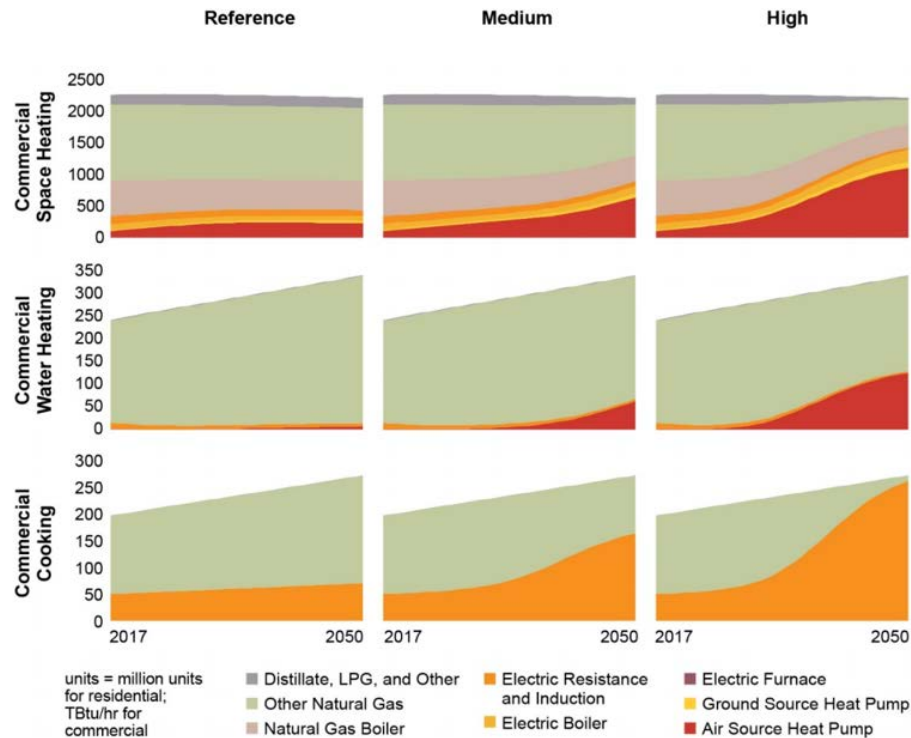 Reference Medium High
Commercial
Space Heating
2500
2000
1500
1000
500
0
Commercial
Water Heating
350
300
250
200
150
100
50
0
Commercial
Cooking
300
250
200
150
100
50
0
2017 2050 2017 2050 2017 2050
units = million units
for residential;
TBtu/hr for
commercial
Distillate, LPG, and Other
Other Natural Gas
Natural Gas Boiler
Electric Resistance
and Induction
Electric Boiler
Electric Furnace
Ground Source Heat Pump
Air Source Heat Pump